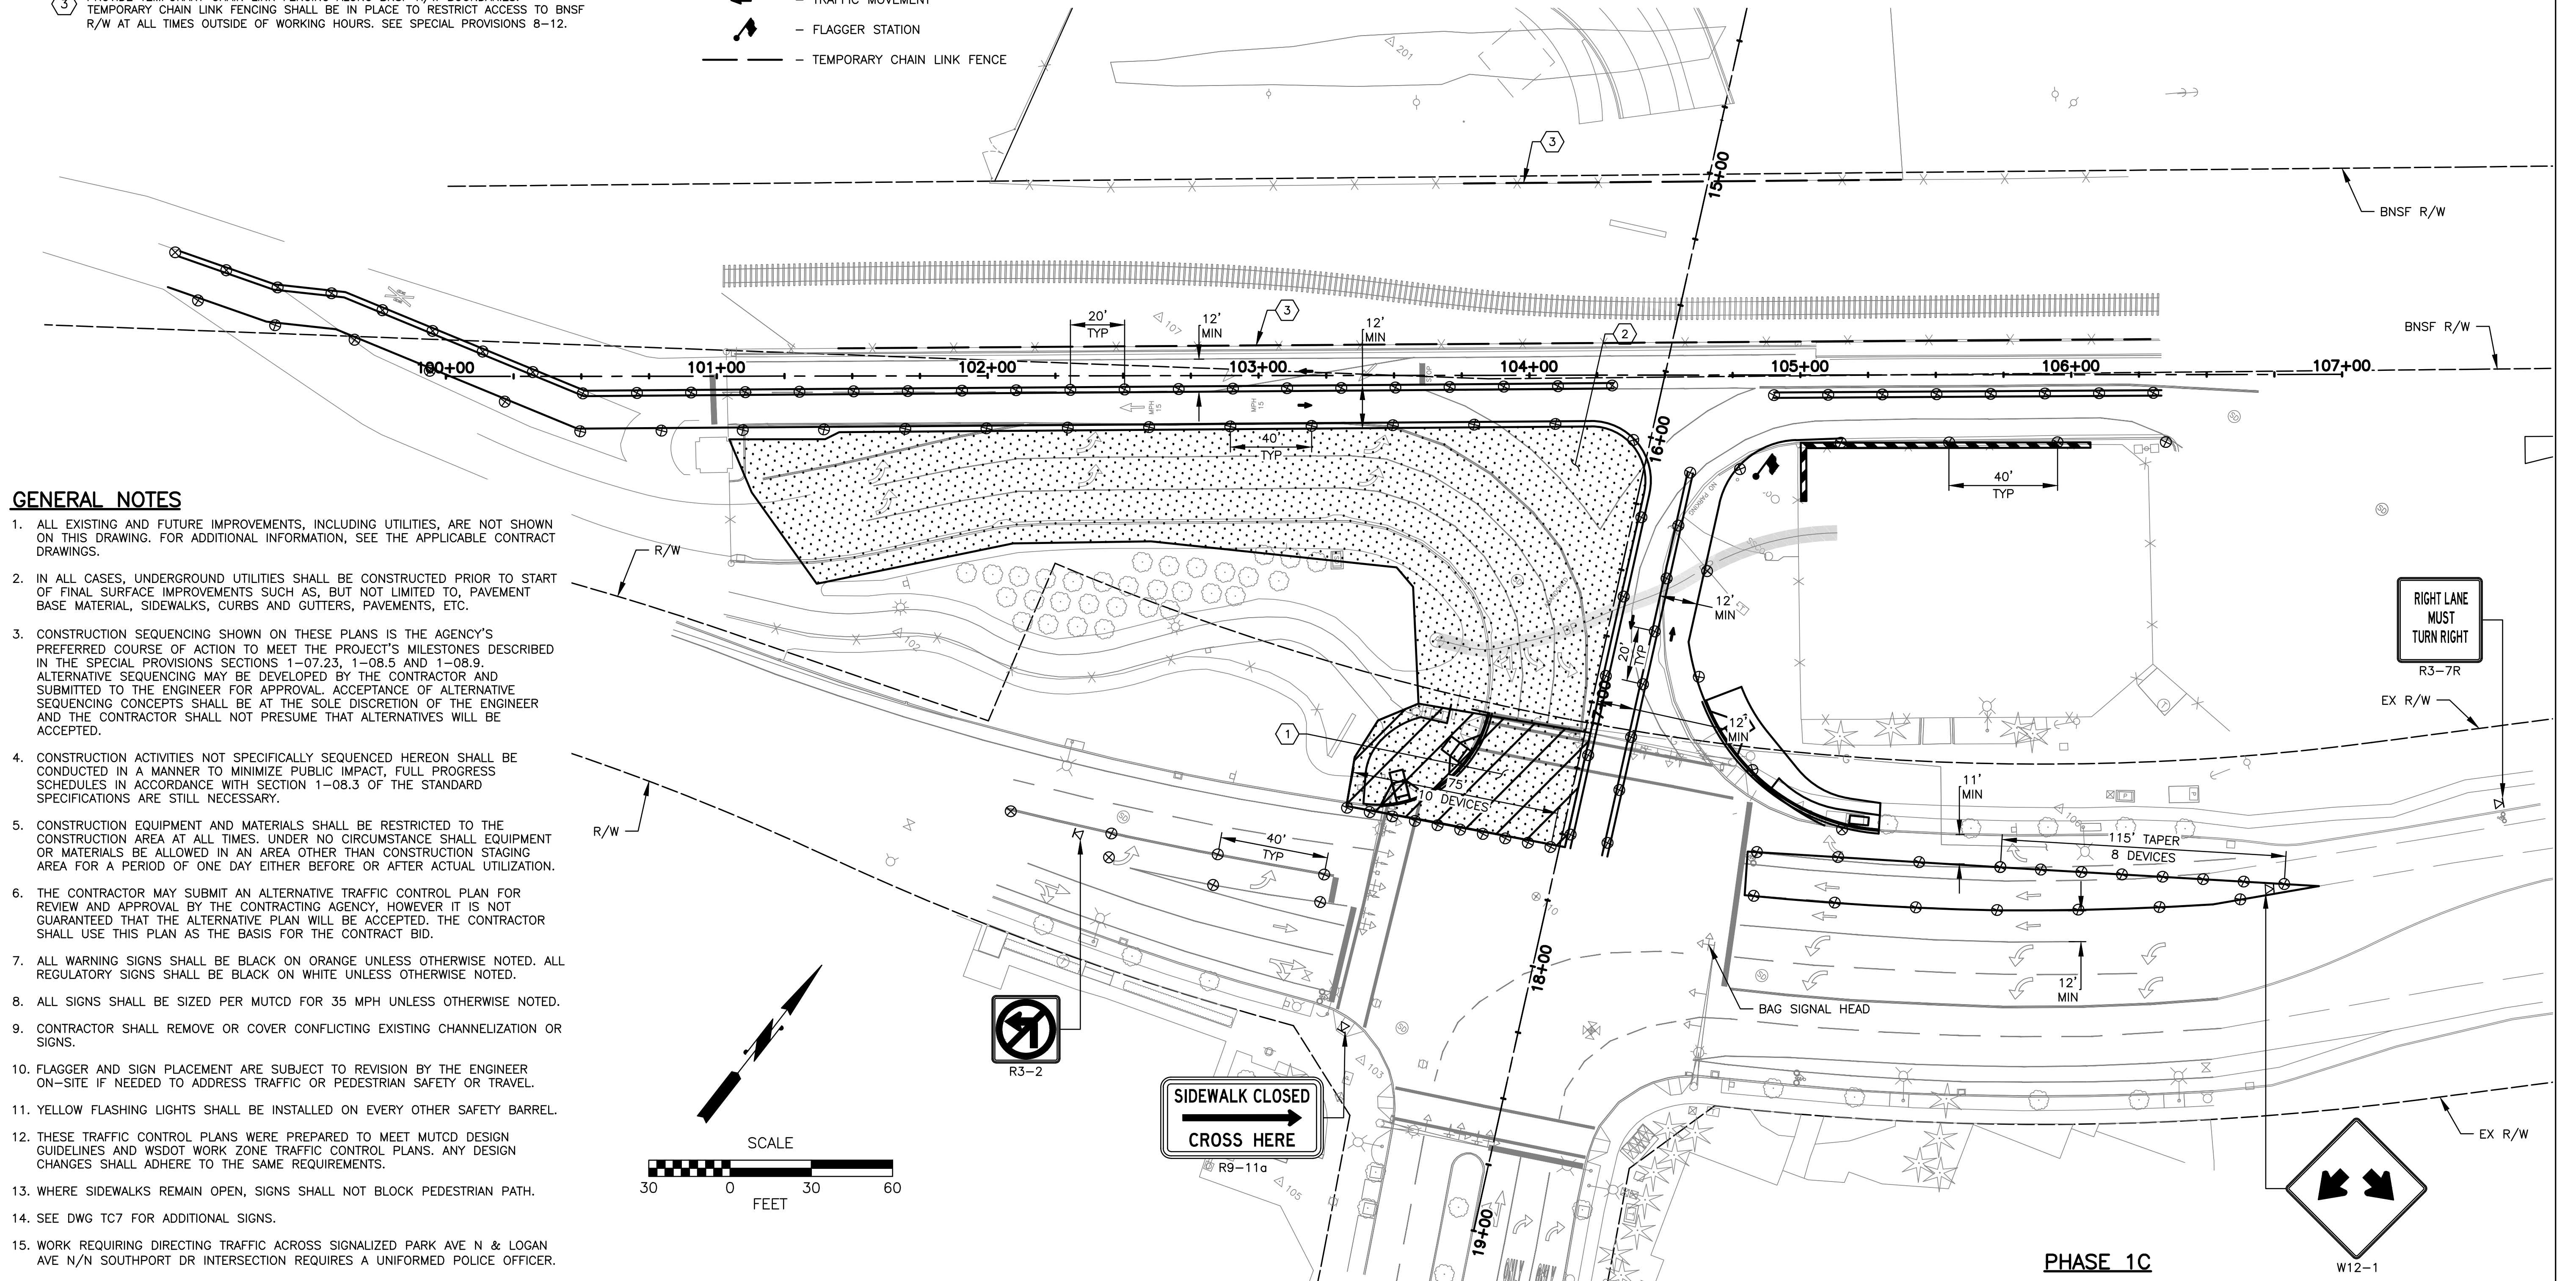 3
TEMPORARY CHAIN LINK FENCING SHALL BE IN PLACE TO RESTRICT ACCESS TO BNSF
R/W AT ALL TIMES OUTSIDE OF WORKING HOURS. SEE SPECIAL PROVISIONS 8-12.
- TRAFFIC MOVEMENT
- FLAGGER STATION
- TEMPORARY CHAIN LINK FENCE
201
3
15+00
BNSF R/W
BNSF R/W
20'
TYP
107
12'
MIN
3
12'
MIN
2
100+00
101+00
102+00
103+00
104+00
105+00
106+00
107+00
STOP
MPH
15
MPH
15
40'
TYP
16+00
NO PARKING
40'
TYP
GENERAL NOTES
1. ALL EXISTING AND FUTURE IMPROVEMENTS, INCLUDING UTILITIES, ARE NOT SHOWN
ON THIS DRAWING. FOR ADDITIONAL INFORMATION, SEE THE APPLICABLE CONTRACT
DRAWINGS.
2. IN ALL CASES, UNDERGROUND UTILITIES SHALL BE CONSTRUCTED PRIOR TO START
OF FINAL SURFACE IMPROVEMENTS SUCH AS, BUT NOT LIMITED TO, PAVEMENT
BASE MATERIAL, SIDEWALKS, CURBS AND GUTTERS, PAVEMENTS, ETC.
3. CONSTRUCTION SEQUENCING SHOWN ON THESE PLANS IS THE AGENCY'S
PREFERRED COURSE OF ACTION TO MEET THE PROJECT'S MILESTONES DESCRIBED
IN THE SPECIAL PROVISIONS SECTIONS 1-07.23, 1-08.5 AND 1-08.9.
ALTERNATIVE SEQUENCING MAY BE DEVELOPED BY THE CONTRACTOR AND
SUBMITTED TO THE ENGINEER FOR APPROVAL. ACCEPTANCE OF ALTERNATIVE
SEQUENCING CONCEPTS SHALL BE AT THE SOLE DISCRETION OF THE ENGINEER
AND THE CONTRACTOR SHALL NOT PRESUME THAT ALTERNATIVES WILL BE
ACCEPTED.
4. CONSTRUCTION ACTIVITIES NOT SPECIFICALLY SEQUENCED HEREON SHALL BE
CONDUCTED IN A MANNER TO MINIMIZE PUBLIC IMPACT, FULL PROGRESS
SCHEDULES IN ACCORDANCE WITH SECTION 1-08.3 OF THE STANDARD
SPECIFICATIONS ARE STILL NECESSARY.
5. CONSTRUCTION EQUIPMENT AND MATERIALS SHALL BE RESTRICTED TO THE
CONSTRUCTION AREA AT ALL TIMES. UNDER NO CIRCUMSTANCE SHALL EQUIPMENT
OR MATERIALS BE ALLOWED IN AN AREA OTHER THAN CONSTRUCTION STAGING
AREA FOR A PERIOD OF ONE DAY EITHER BEFORE OR AFTER ACTUAL UTILIZATION.
6. THE CONTRACTOR MAY SUBMIT AN ALTERNATIVE TRAFFIC CONTROL PLAN FOR
REVIEW AND APPROVAL BY THE CONTRACTING AGENCY, HOWEVER IT IS NOT
GUARANTEED THAT THE ALTERNATIVE PLAN WILL BE ACCEPTED. THE CONTRACTOR
SHALL USE THIS PLAN AS THE BASIS FOR THE CONTRACT BID.
7. ALL WARNING SIGNS SHALL BE BLACK ON ORANGE UNLESS OTHERWISE NOTED. ALL
REGULATORY SIGNS SHALL BE BLACK ON WHITE UNLESS OTHERWISE NOTED.
8. ALL SIGNS SHALL BE SIZED PER MUTCD FOR 35 MPH UNLESS OTHERWISE NOTED.
9. CONTRACTOR SHALL REMOVE OR COVER CONFLICTING EXISTING CHANNELIZATION OR
SIGNS.
10. FLAGGER AND SIGN PLACEMENT ARE SUBJECT TO REVISION BY THE ENGINEER
ON-SITE IF NEEDED TO ADDRESS TRAFFIC OR PEDESTRIAN SAFETY OR TRAVEL.
11. YELLOW FLASHING LIGHTS SHALL BE INSTALLED ON EVERY OTHER SAFETY BARREL.
12. THESE TRAFFIC CONTROL PLANS WERE PREPARED TO MEET MUTCD DESIGN
GUIDELINES AND WSDOT WORK ZONE TRAFFIC CONTROL PLANS. ANY DESIGN
CHANGES SHALL ADHERE TO THE SAME REQUIREMENTS.
13. WHERE SIDEWALKS REMAIN OPEN, SIGNS SHALL NOT BLOCK PEDESTRIAN PATH.
14. SEE DWG TC7 FOR ADDITIONAL SIGNS.
15. WORK REQUIRING DIRECTING TRAFFIC ACROSS SIGNALIZED PARK AVE N & LOGAN
AVE N/N SOUTHPORT DR INTERSECTION REQUIRES A UNIFORMED POLICE OFFICER.
R/W
102
12'
MIN
20'
TYP
RIGHT LANE
MUST
TURN RIGHT
R3-7R
EX R/W
1
12'
MIN
75'
10 DEVICES
R/W
11'
MIN
115' TAPER
8 DEVICES
40'
TYP
110
18+00
BAG SIGNAL HEAD
12'
MIN
R3-2
SIDEWALK CLOSED
CROSS HERE
R9-11a
103
105
19+00
ONLY
ONLY
SCALE
30 0 30 60
FEET
EX R/W
W12-1
PHASE 1C